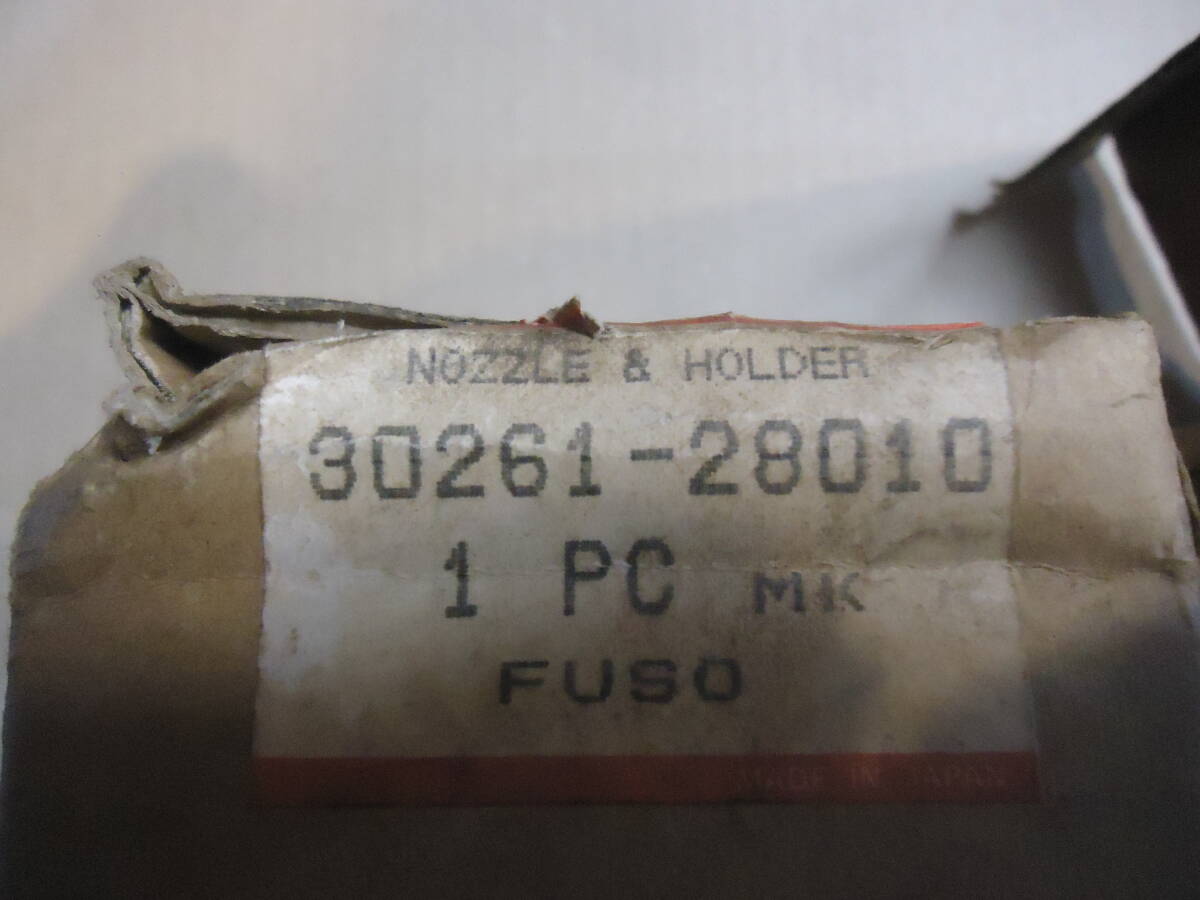 NOZZLE & HOLDER
30261-28010
1 PC MK
FUSO
MADE IN JAPAN